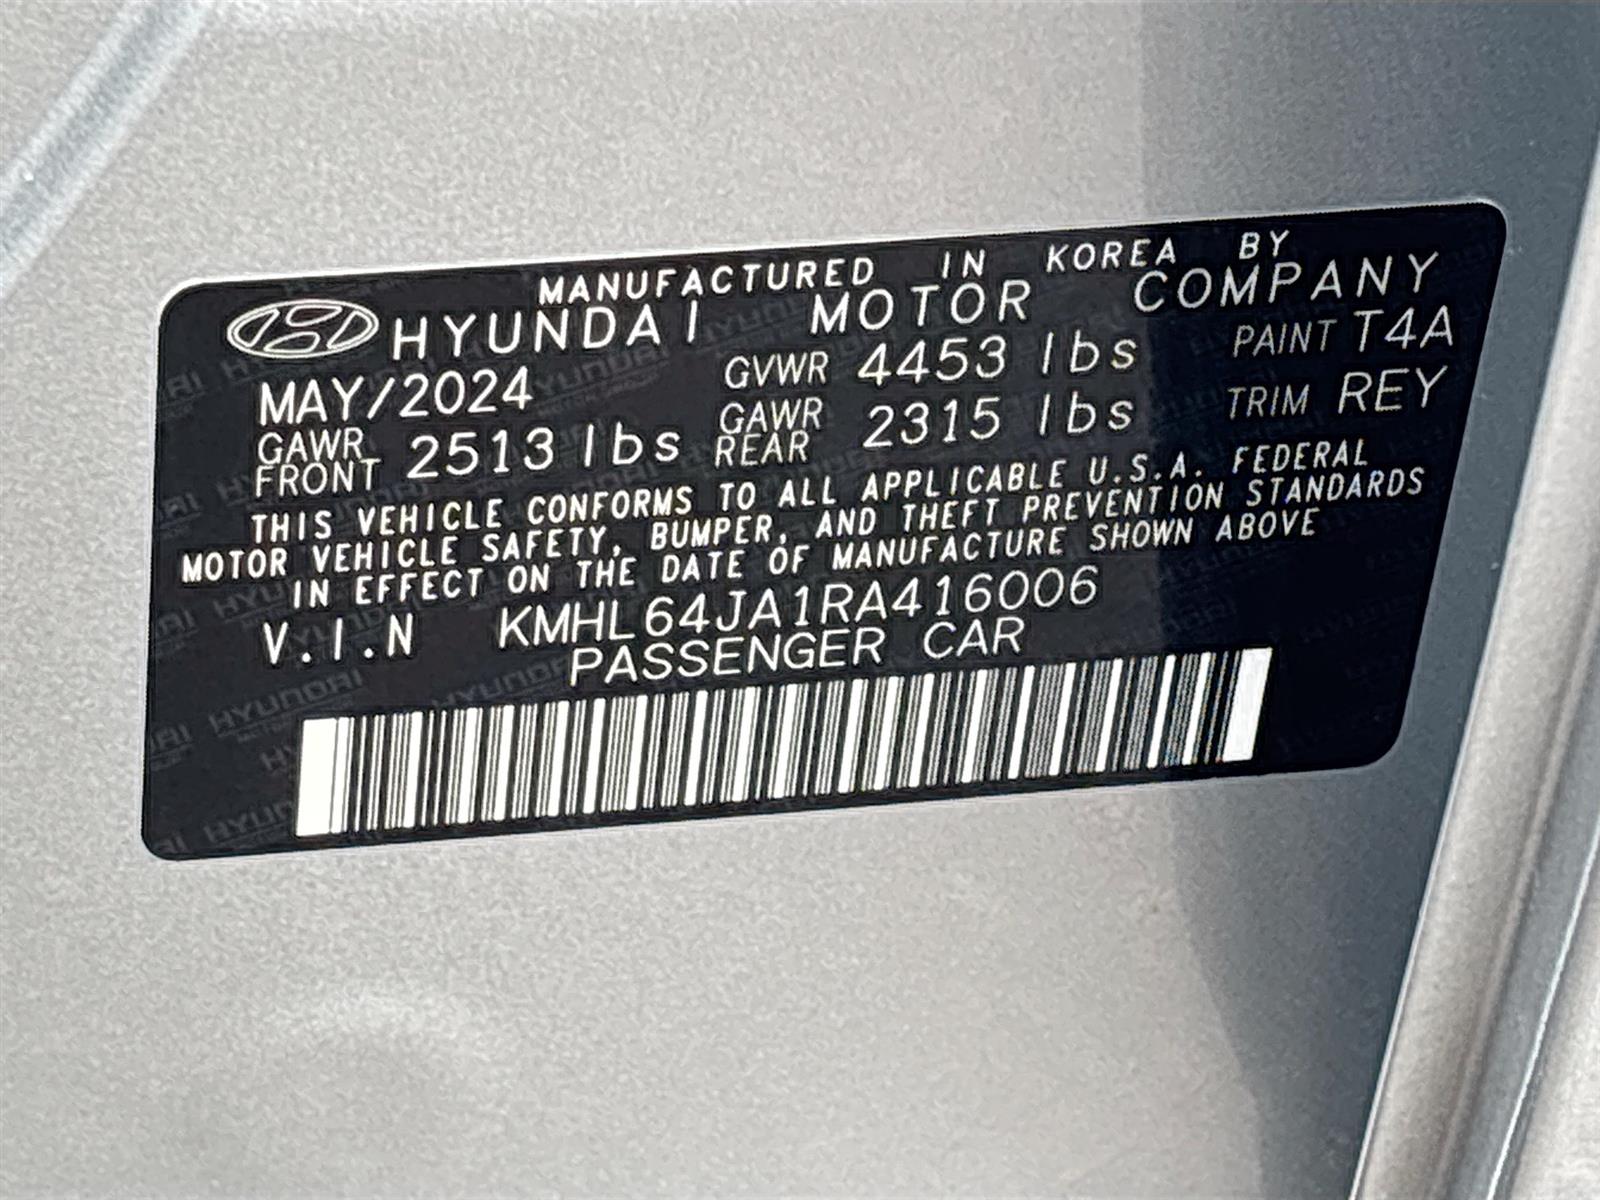 MANUFACTURED IN KOREA BY
HYUNDAI MOTOR COMPANY
MAY/2024 GVWR 4453 lbs PAINT T4A
GAWR FRONT 2513 lbs GAWR REAR 2315 lbs TRIM REY
THIS VEHICLE CONFORMS TO ALL APPLICABLE U.S.A. FEDERAL
MOTOR VEHICLE SAFETY, BUMPER, AND THEFT PREVENTION STANDARDS
IN EFFECT ON THE DATE OF MANUFACTURE SHOWN ABOVE
V.I.N KMHL64JA1RA416006
PASSENGER CAR